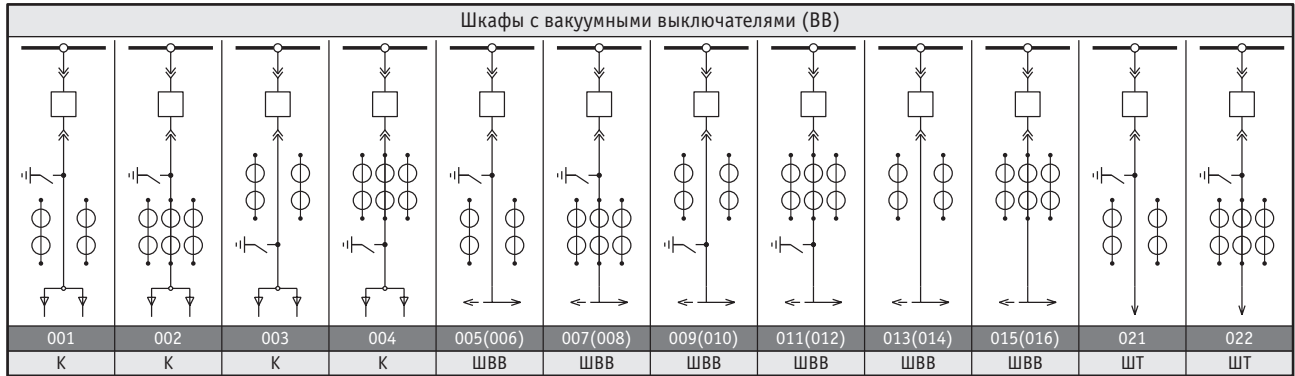 Шкафы с вакуумными выключателями (ВВ)
001 002 003 004 005(006) 007(008) 009(010) 011(012) 013(014) 015(016) 021 022
К К К К ШВВ ШВВ ШВВ ШВВ ШВВ ШВВ ШТ ШТ